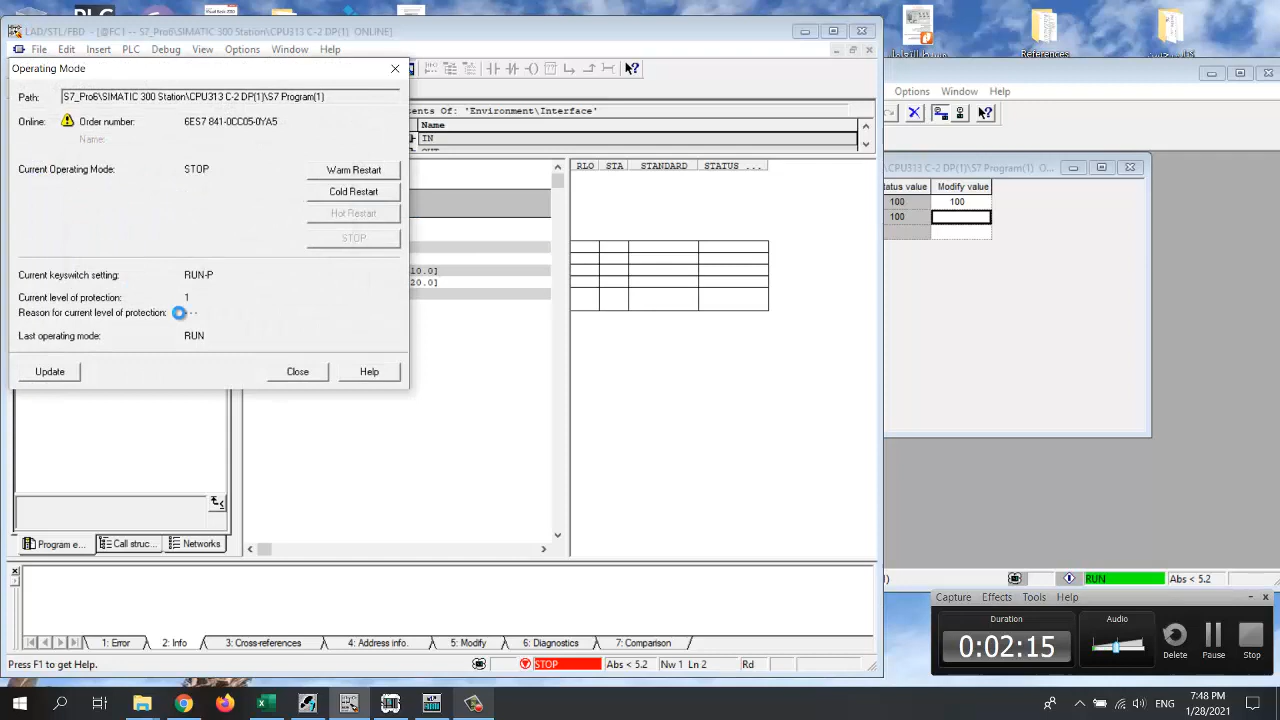 LAD/STL/FBD - [FC1 -- S7_Pro6\SIMATIC 300 Station\CPU313 C-2 DP(1) ONLINE]
File Edit Insert PLC Debug View Options Window Help
Operating Mode
Path: S7_Pro6\SIMATIC 300 Station\CPU313 C-2 DP(1)\S7 Program(1)
Online: Order number: 6ES7 841-0CC05-0YA5
Name:
Current Operating Mode: STOP
Warm Restart
Cold Restart
Hot Restart
STOP
Current keyswitch setting: RUN-P
Current level of protection: 1
Reason for current level of protection:
Last operating mode: RUN
Update Close Help
ents Of: 'Environment\Interface'
Name
IN
OUT
RLO STA STANDARD STATUS ...
10.0]
20.0]
Program e... Call struc... Networks
1: Error 2: Info 3: Cross-references 4: Address info. 5: Modify 6: Diagnostics 7: Comparison
Press F1 to get Help. STOP Abs < 5.2 Nw 1 Ln 2 Rd
References
Options Window Help
CPU313 C-2 DP(1)\S7 Program(1) O...
tatus value Modify value
100 100
100
RUN Abs < 5.2
Capture Effects Tools Help
Duration
0:02:15
Audio
Delete Pause Stop
ENG
7:48 PM
1/28/2021